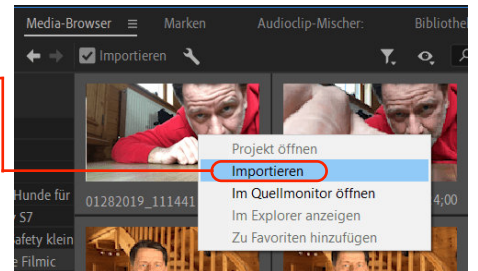 Media-Browser ≡ Marken Audioclip-Mischer: Bibliothe
Importieren
Projekt öffnen
Importieren
Hunde für
01282019_111441
Im Quellmonitor öffnen
4;00
S7
Im Explorer anzeigen
afety klein
Zu Favoriten hinzufügen
e Filmic